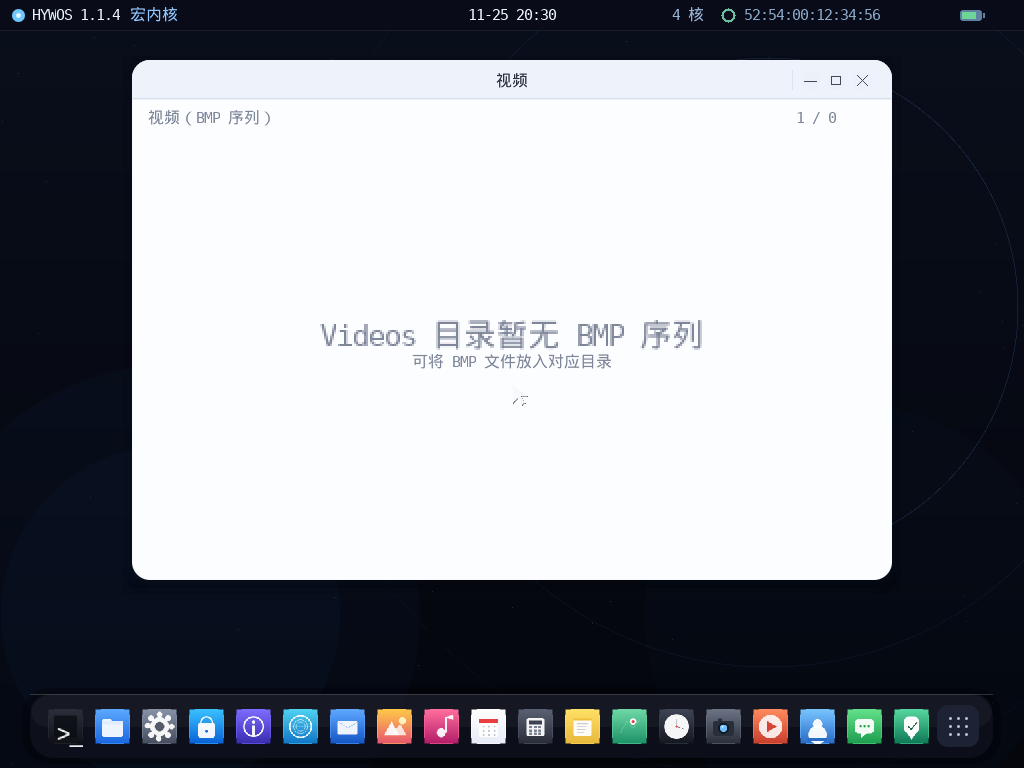 HYWOS 1.1.4 宏内核 11-25 20:30 4 核 52:54:00:12:34:56
视频
视频 ( BMP 序列 ) 1 / 0
Videos 目录暂无 BMP 序列
可将 BMP 文件放入对应目录
>_